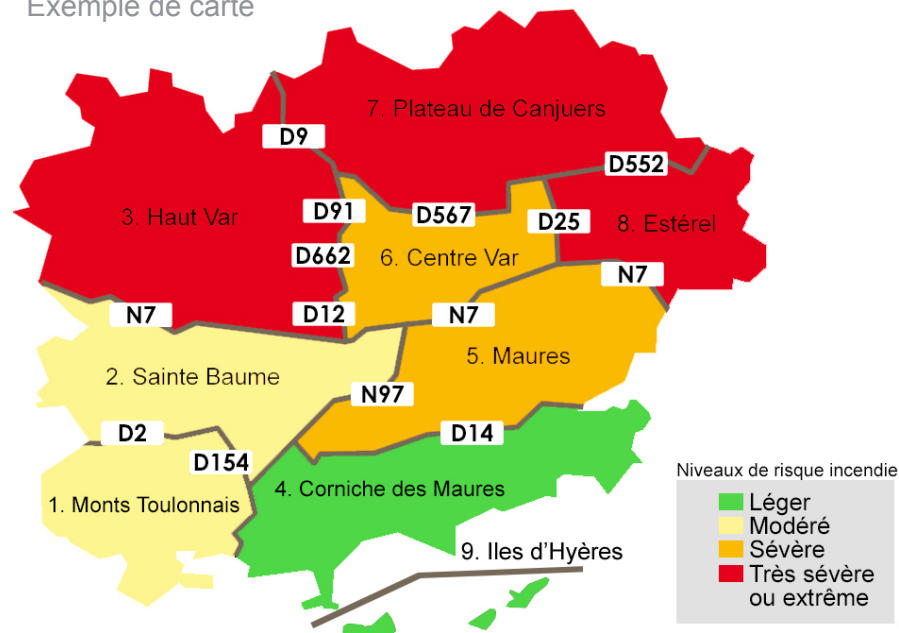 Exemple de carte
7. Plateau de Canjuers
D9
D552
3. Haut Var
D91
D567
D25
8. Estérel
D662
6. Centre Var
N7
N7
D12
N7
5. Maures
2. Sainte Baume
N97
D2
D14
D154
1. Monts Toulonnais
4. Corniche des Maures
9. Iles d'Hyères
Niveaux de risque incendie
Léger
Modéré
Sévère
Très sévère
ou extrême